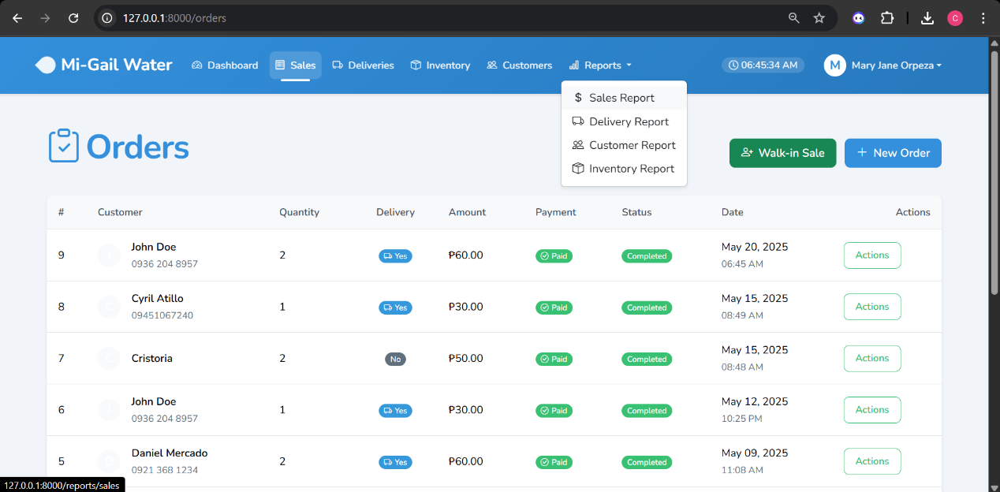 127.0.0.1:8000/orders
C
Mi-Gail Water
Dashboard
Sales
Deliveries
Inventory
Customers
Reports
06:45:34 AM
M
Mary Jane Orpeza
Sales Report
Delivery Report
Customer Report
Inventory Report
Orders
Walk-in Sale
New Order
# Customer Quantity Delivery Amount Payment Status Date Actions
9 John Doe 2 Yes ₱60.00 Paid Completed May 20, 2025 Actions
0936 204 8957 06:45 AM
8 Cyril Atillo 1 Yes ₱30.00 Paid Completed May 15, 2025 Actions
09451067240 08:49 AM
7 Cristoria 2 No ₱50.00 Paid Completed May 15, 2025 Actions
08:48 AM
6 John Doe 1 Yes ₱30.00 Paid Completed May 12, 2025 Actions
0936 204 8957 10:25 PM
5 Daniel Mercado 2 Yes ₱60.00 Paid Completed May 09, 2025 Actions
0921 368 1234 11:08 AM
127.0.0.1:8000/reports/sales